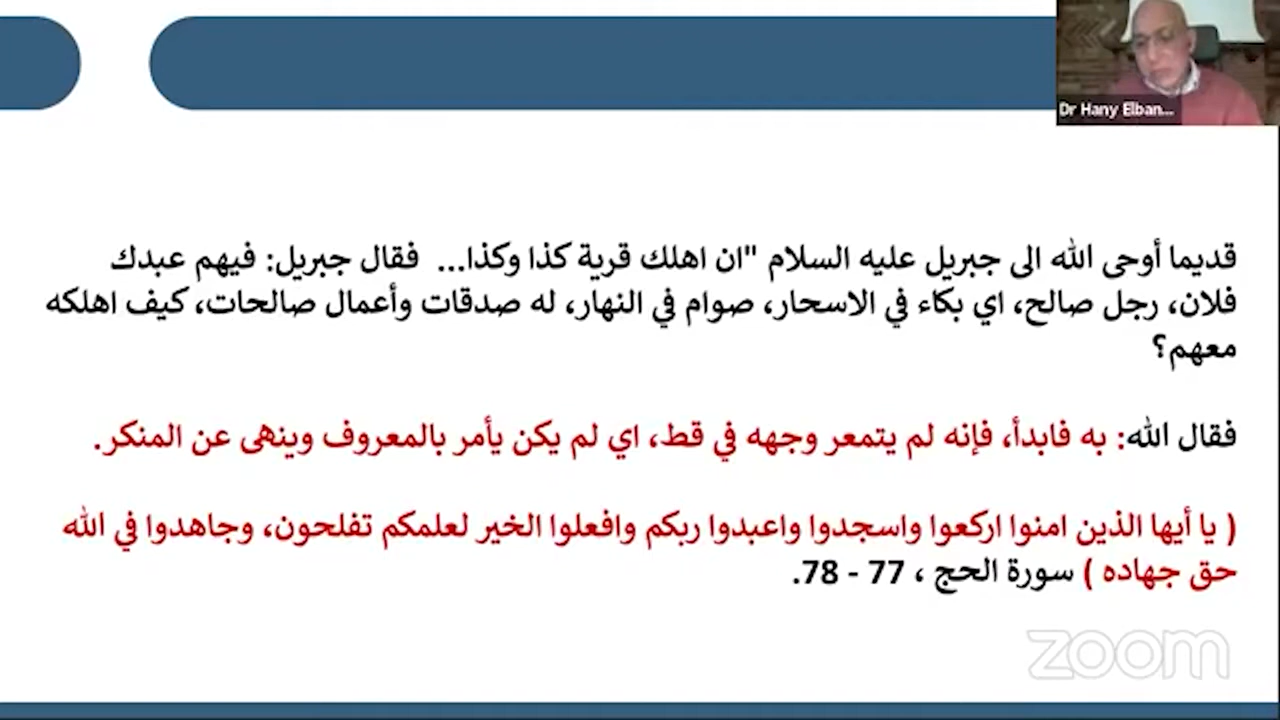 Dr Hany Elban...
قديما أوحى الله الى جبريل عليه السلام "ان اهلك قرية كذا وكذا... فقال جبريل: فيهم عبدك
فلان، رجل صالح، اي بكاء في الاسحار، صوام في النهار، له صدقات وأعمال صالحات، كيف اهلكه
معهم؟
فقال الله: به فابدأ، فإنه لم يتمعر وجهه في قط، اي لم يكن يأمر بالمعروف وينهى عن المنكر.
( يا أيها الذين امنوا اركعوا واسجدوا واعبدوا ربكم وافعلوا الخير لعلمكم تفلحون، وجاهدوا في الله
حق جهاده ) سورة الحج ، 77 - 78.
zoom